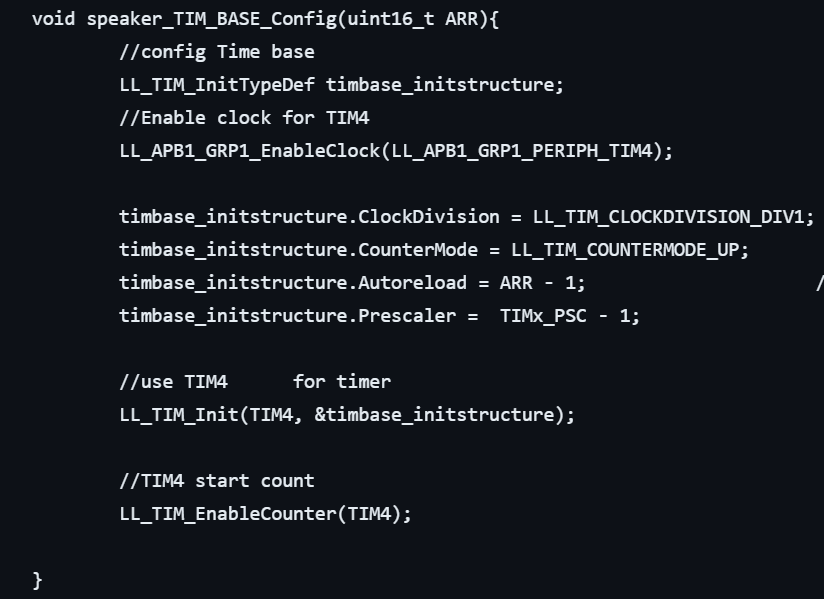 void speaker_TIM_BASE_Config(uint16_t ARR){
//config Time base
LL_TIM_InitTypeDef timbase_initstructure;
//Enable clock for TIM4
LL_APB1_GRP1_EnableClock(LL_APB1_GRP1_PERIPH_TIM4);
timbase_initstructure.ClockDivision = LL_TIM_CLOCKDIVISION_DIV1;
timbase_initstructure.CounterMode = LL_TIM_COUNTERMODE_UP;
timbase_initstructure.Autoreload = ARR - 1; /
timbase_initstructure.Prescaler =  TIMx_PSC - 1;
//use TIM4      for timer
LL_TIM_Init(TIM4, &timbase_initstructure);
//TIM4 start count
LL_TIM_EnableCounter(TIM4);
}